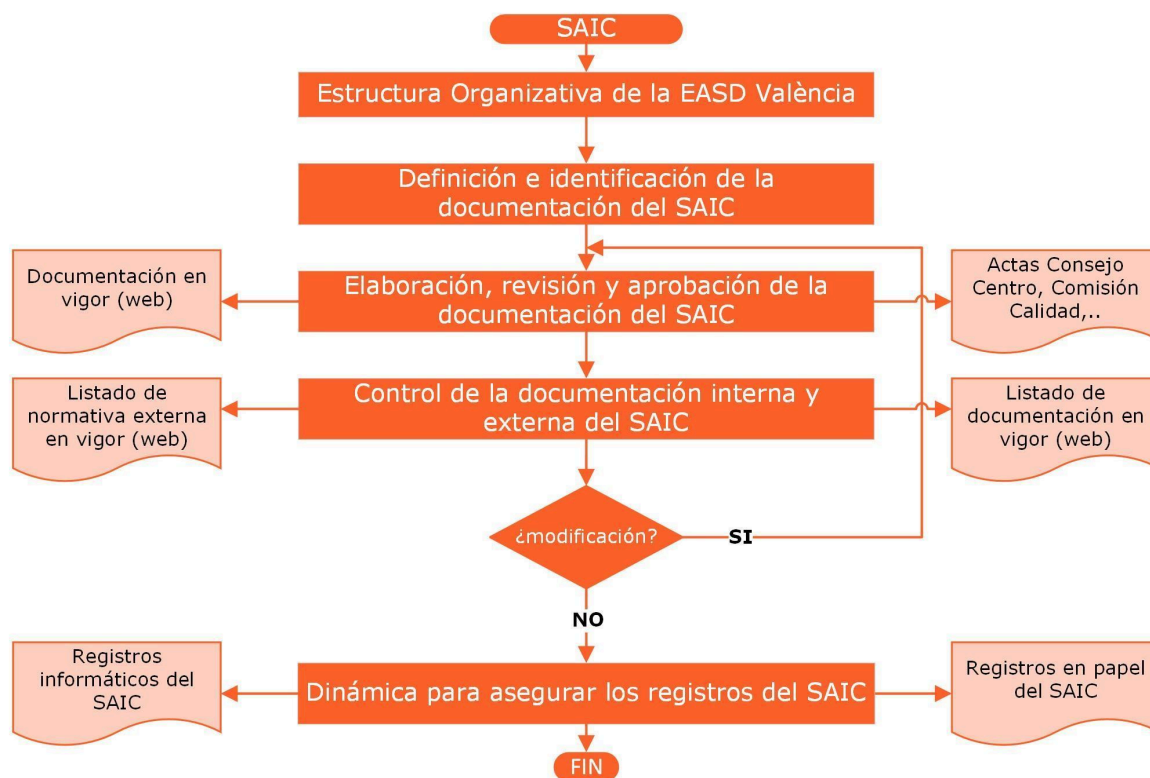 SAIC
Estructura Organizativa de la EASD València
Definición e identificación de la
documentación del SAIC
Documentación en
vigor (web)
Elaboración, revisión y aprobación de la
documentación del SAIC
Actas Consejo
Centro, Comisión
Calidad,..
Listado de
normativa externa
en vigor (web)
Control de la documentación interna y
externa del SAIC
Listado de
documentación en
vigor (web)
¿modificación?
SI
NO
Registros
informáticos del
SAIC
Dinámica para asegurar los registros del SAIC
Registros en papel
del SAIC
FIN